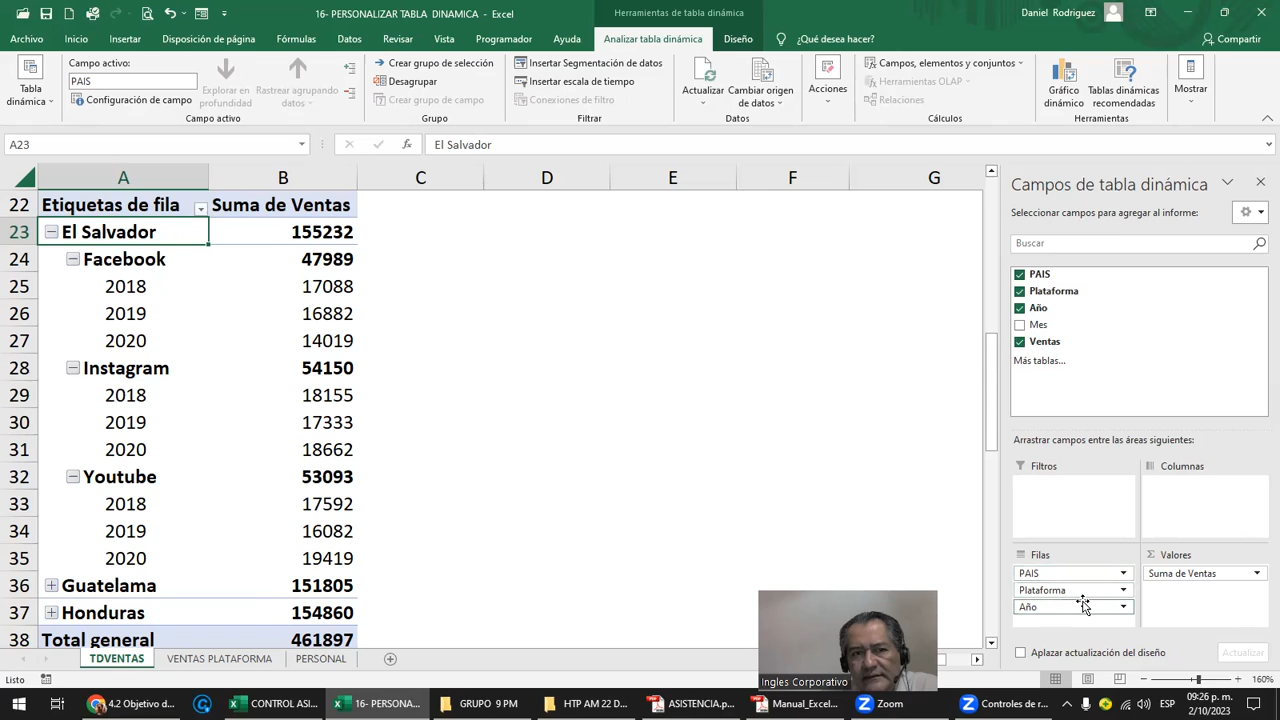 16- PERSONALIZAR TABLA DINAMICA - Excel
Herramientas de tabla dinámica
Daniel Rodriguez
Archivo Inicio Insertar Disposición de página Fórmulas Datos Revisar Vista Programador Ayuda Analizar tabla dinámica Diseño ¿Qué desea hacer? Compartir
Tabla dinámica
Campo activo:
PAIS
Configuración de campo
Explorar en profundidad
Rastrear agrupando datos
Campo activo
Crear grupo de selección
Desagrupar
Crear grupo de campo
Grupo
Insertar Segmentación de datos
Insertar escala de tiempo
Conexiones de filtro
Filtrar
Actualizar
Cambiar origen de datos
Datos
Acciones
Campos, elementos y conjuntos
Herramientas OLAP
Relaciones
Cálculos
Gráfico dinámico
Tablas dinámicas recomendadas
Herramientas
Mostrar
A23
fx
El Salvador
A B C D E F G
22 Etiquetas de fila Suma de Ventas
23 El Salvador 155232
24 Facebook 47989
25 2018 17088
26 2019 16882
27 2020 14019
28 Instagram 54150
29 2018 18155
30 2019 17333
31 2020 18662
32 Youtube 53093
33 2018 17592
34 2019 16082
35 2020 19419
36 Guatelama 151805
37 Honduras 154860
38 Total general 461897
Campos de tabla dinámica
Seleccionar campos para agregar al informe:
Buscar
PAIS
Plataforma
Año
Mes
Ventas
Más tablas...
Arrastrar campos entre las áreas siguientes:
Filtros
Columnas
Filas
Valores
PAIS
Suma de Ventas
Plataforma
Año
Aplazar actualización del diseño
Actualizar
Ingles Corporativo
TDVENTAS VENTAS PLATAFORMA PERSONAL
Listo
160%
4.2 Objetivo d...
CONTROL ASI...
16- PERSONA...
GRUPO 9 PM
HTP AM 22 D...
ASISTENCIA.p...
Manual_Exce...
Zoom
Controles de r...
ESP
09:26 p. m.
2/10/2023